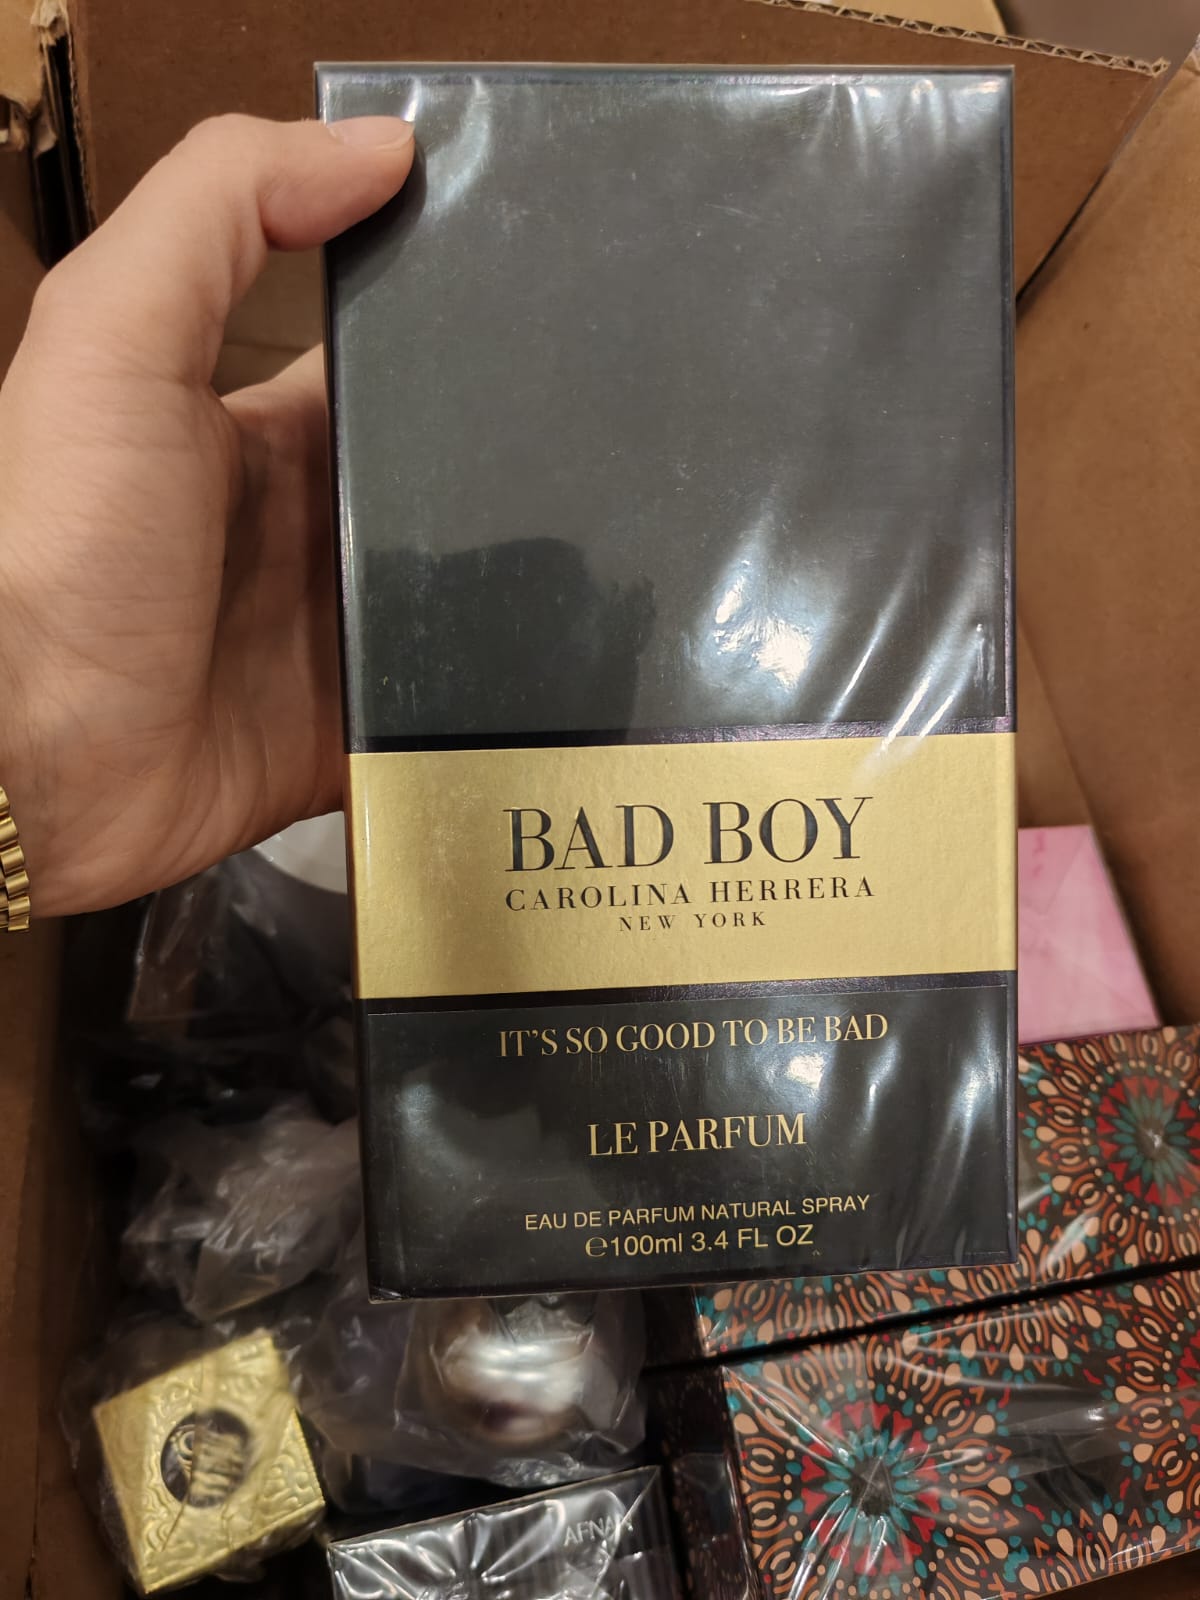 BAD BOY
CAROLINA HERRERA
NEW YORK
IT'S SO GOOD TO BE BAD
LE PARFUM
EAU DE PARFUM NATURAL SPRAY
℮100ml 3.4 FL OZ